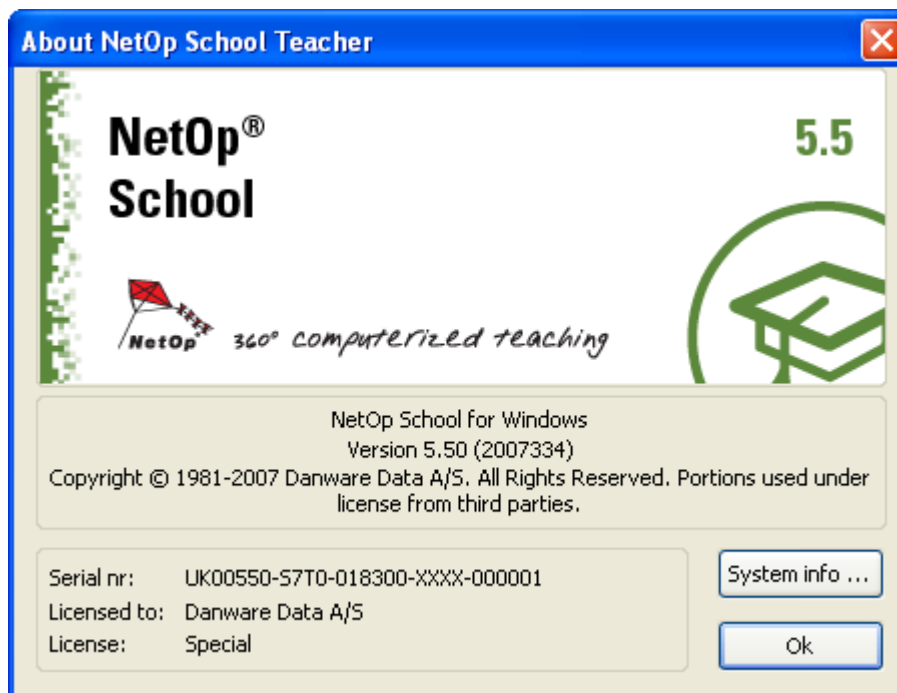 About NetOp School Teacher
NetOp®
School
5.5
NetOp
360° computerized teaching
NetOp School for Windows
Version 5.50 (2007334)
Copyright © 1981-2007 Danware Data A/S. All Rights Reserved. Portions used under
license from third parties.
Serial nr: UK00550-S7T0-018300-XXXX-000001
Licensed to: Danware Data A/S
License: Special
System info ...
Ok